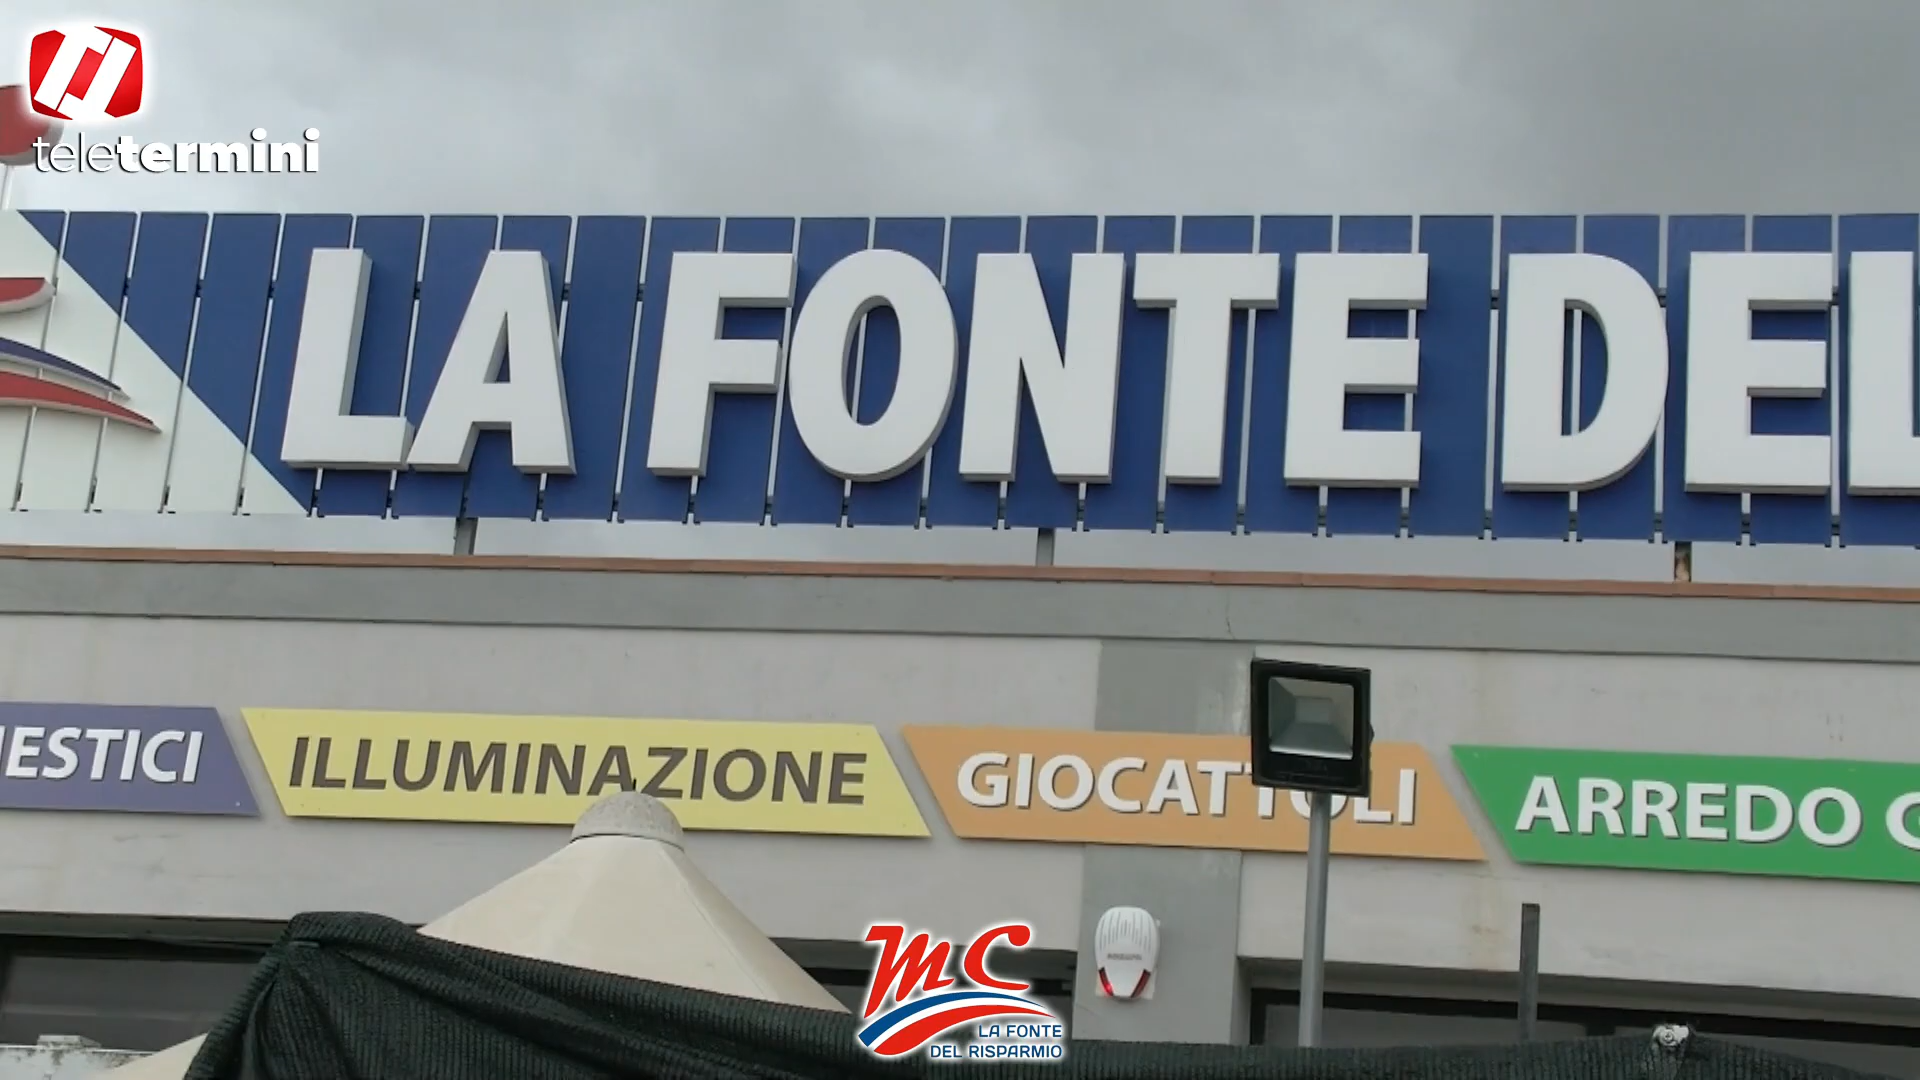 teletermini
LA FONTE DEL
ESTICI
ILLUMINAZIONE
GIOCATTOLI
ARREDO G
MC
LA FONTE
DEL RISPARMIO